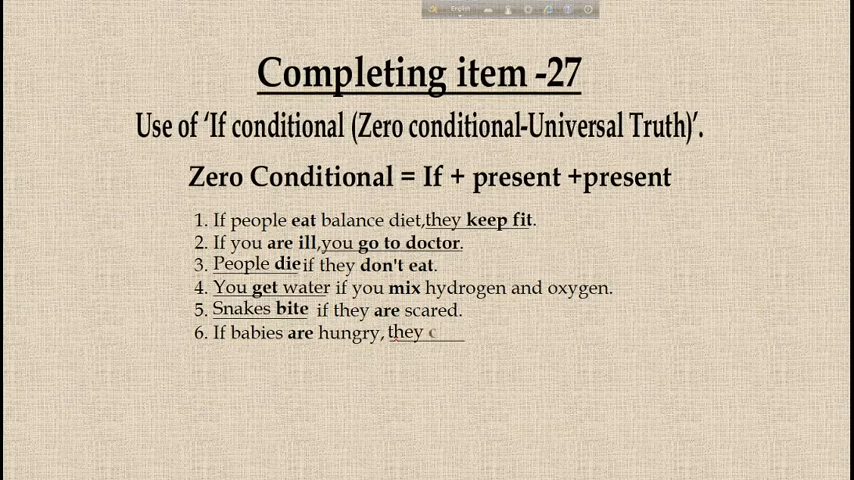 English
Completing item -27
Use of ‘If conditional (Zero conditional-Universal Truth)’.
Zero Conditional = If + present +present
1. If people eat balance diet,they keep fit.
2. If you are ill,you go to doctor.
3. People die if they don't eat.
4. You get water if you mix hydrogen and oxygen.
5. Snakes bite if they are scared.
6. If babies are hungry, they c